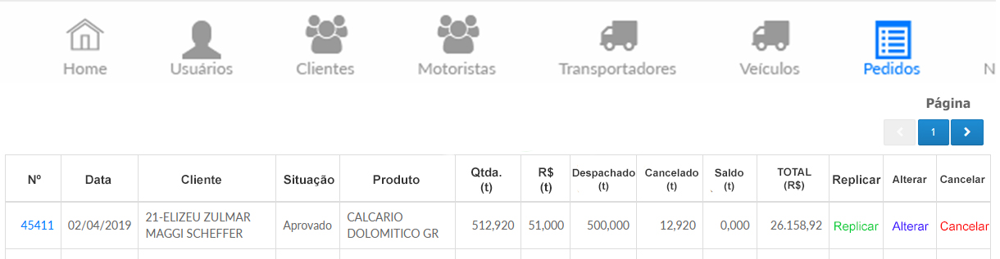 Home Usuários Clientes Motoristas Transportadores Veículos Pedidos N
Página
1
Nº Data Cliente Situação Produto Qtda. (t) R$ (t) Despachado (t) Cancelado (t) Saldo (t) TOTAL (R$) Replicar Alterar Cancelar
45411 02/04/2019 21-ELIZEU ZULMAR MAGGI SCHEFFER Aprovado CALCARIO DOLOMITICO GR 512,920 51,000 500,000 12,920 0,000 26.158,92 Replicar Alterar Cancelar